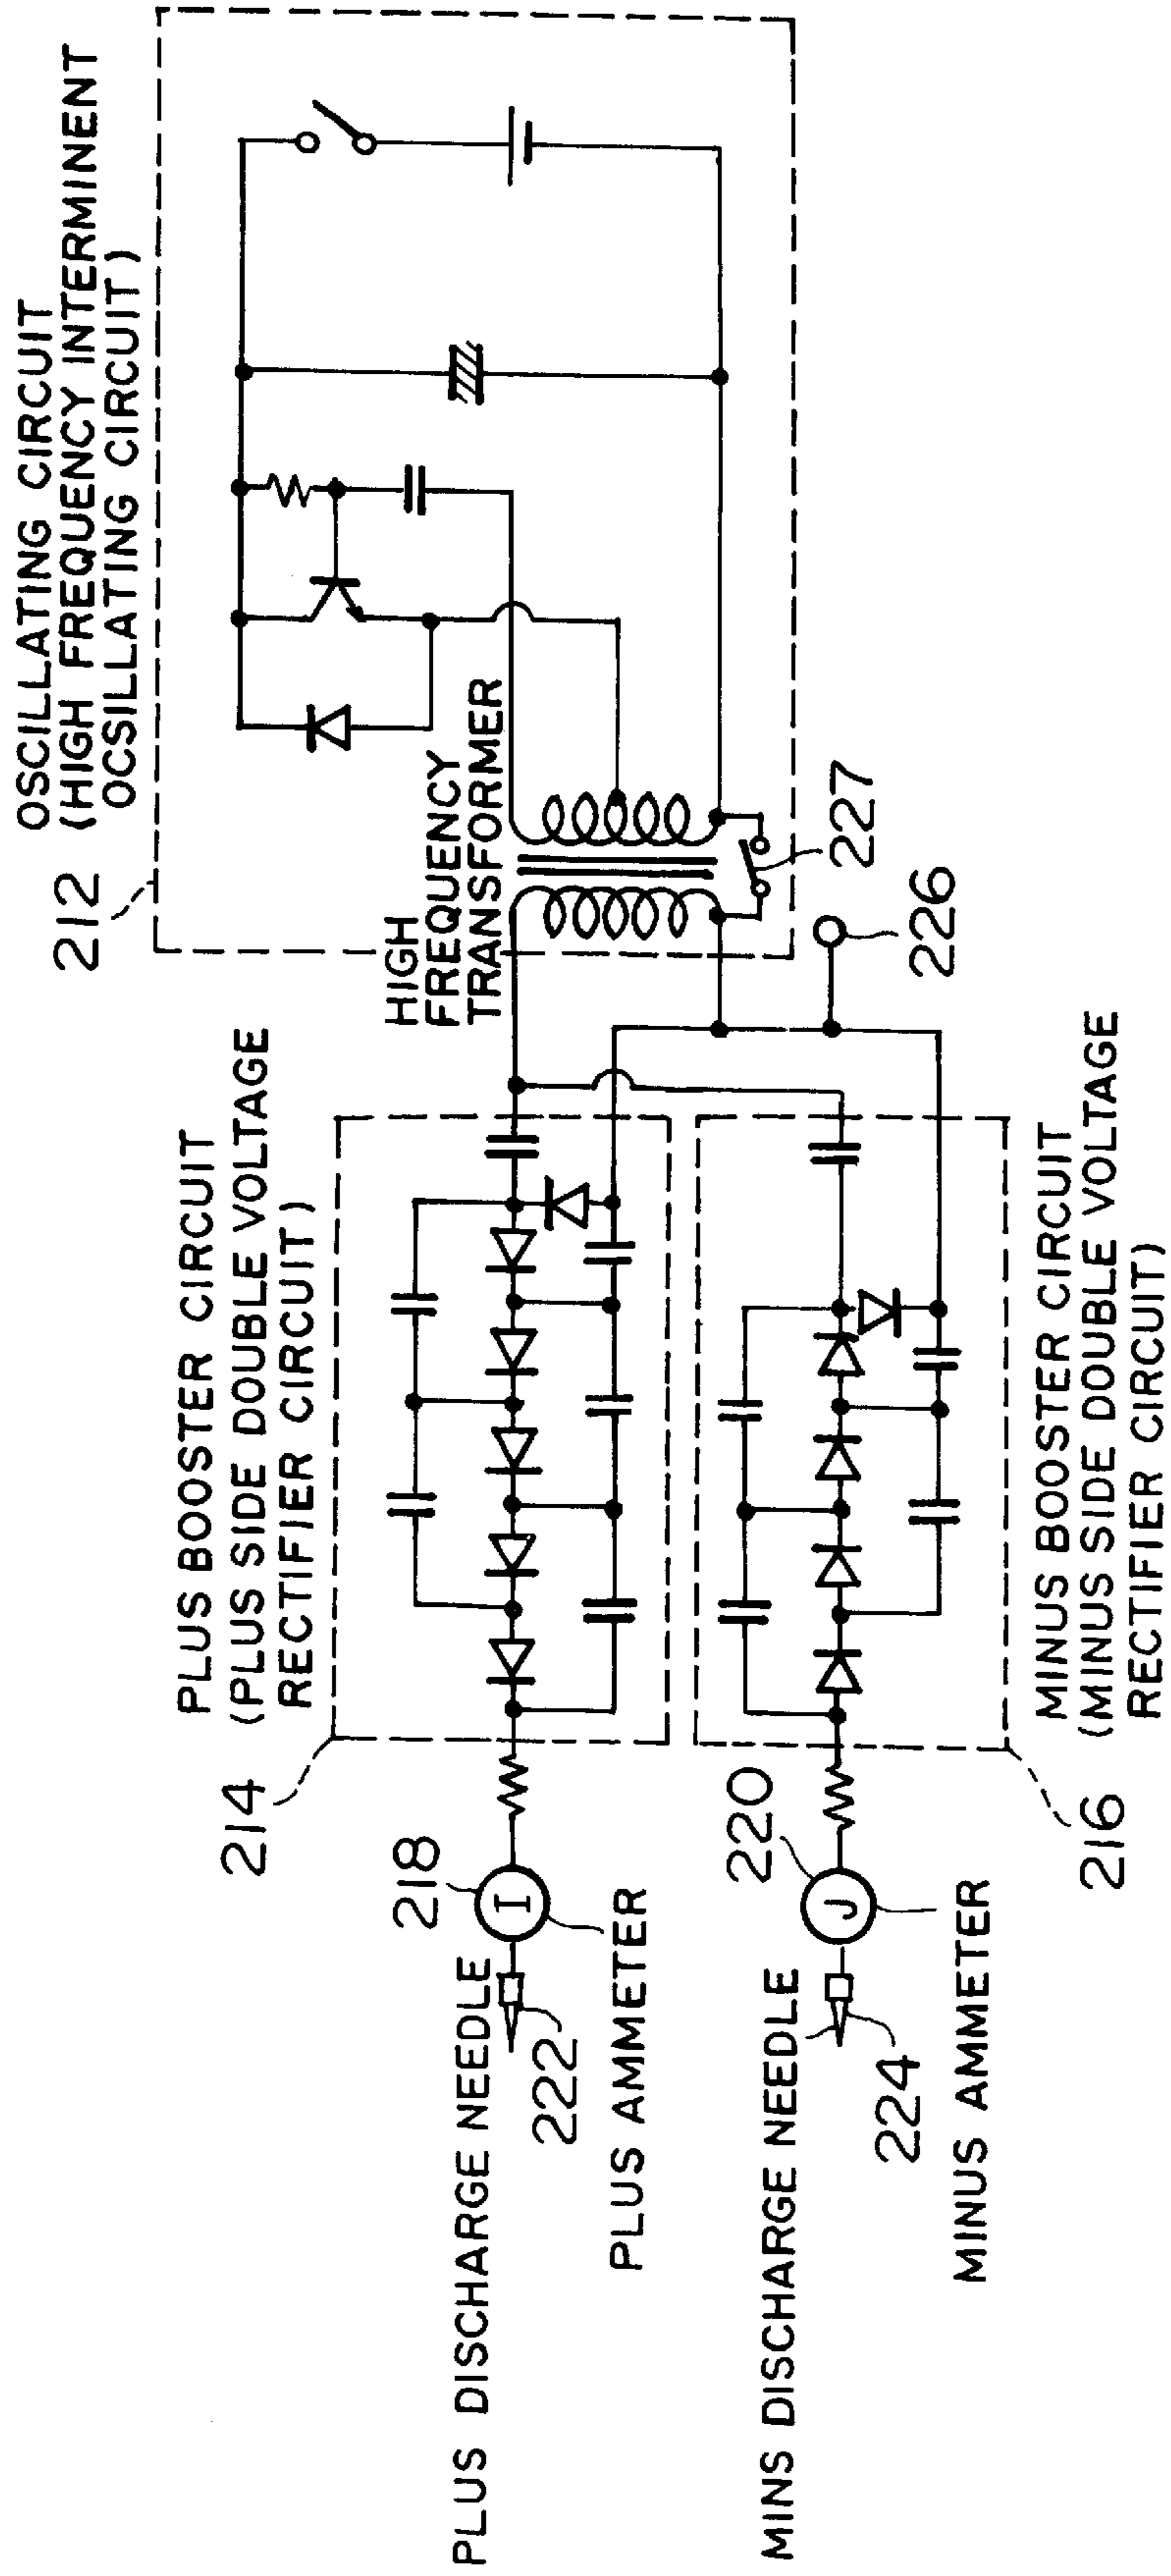 OSCILLATING CIRCUIT
(HIGH FREQUENCY INTERMINENT
OCSILLATING CIRCUIT)
212
HIGH
FREQUENCY
TRANSFORMER
227
226
PLUS BOOSTER CIRCUIT
(PLUS SIDE DOUBLE VOLTAGE
RECTIFIER CIRCUIT)
214
MINUS BOOSTER CIRCUIT
(MINUS SIDE DOUBLE VOLTAGE
RECTIFIER CIRCUIT)
216
218
I
PLUS DISCHARGE NEEDLE
222
PLUS AMMETER
220
J
MINS DISCHARGE NEEDLE
224
MINUS AMMETER